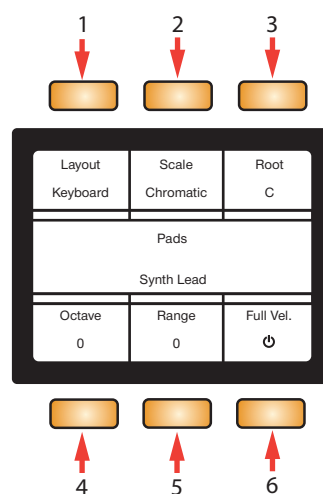 1 2 3
Layout Scale Root
Keyboard Chromatic C
Pads
Synth Lead
Octave Range Full Vel.
0 0
4 5 6